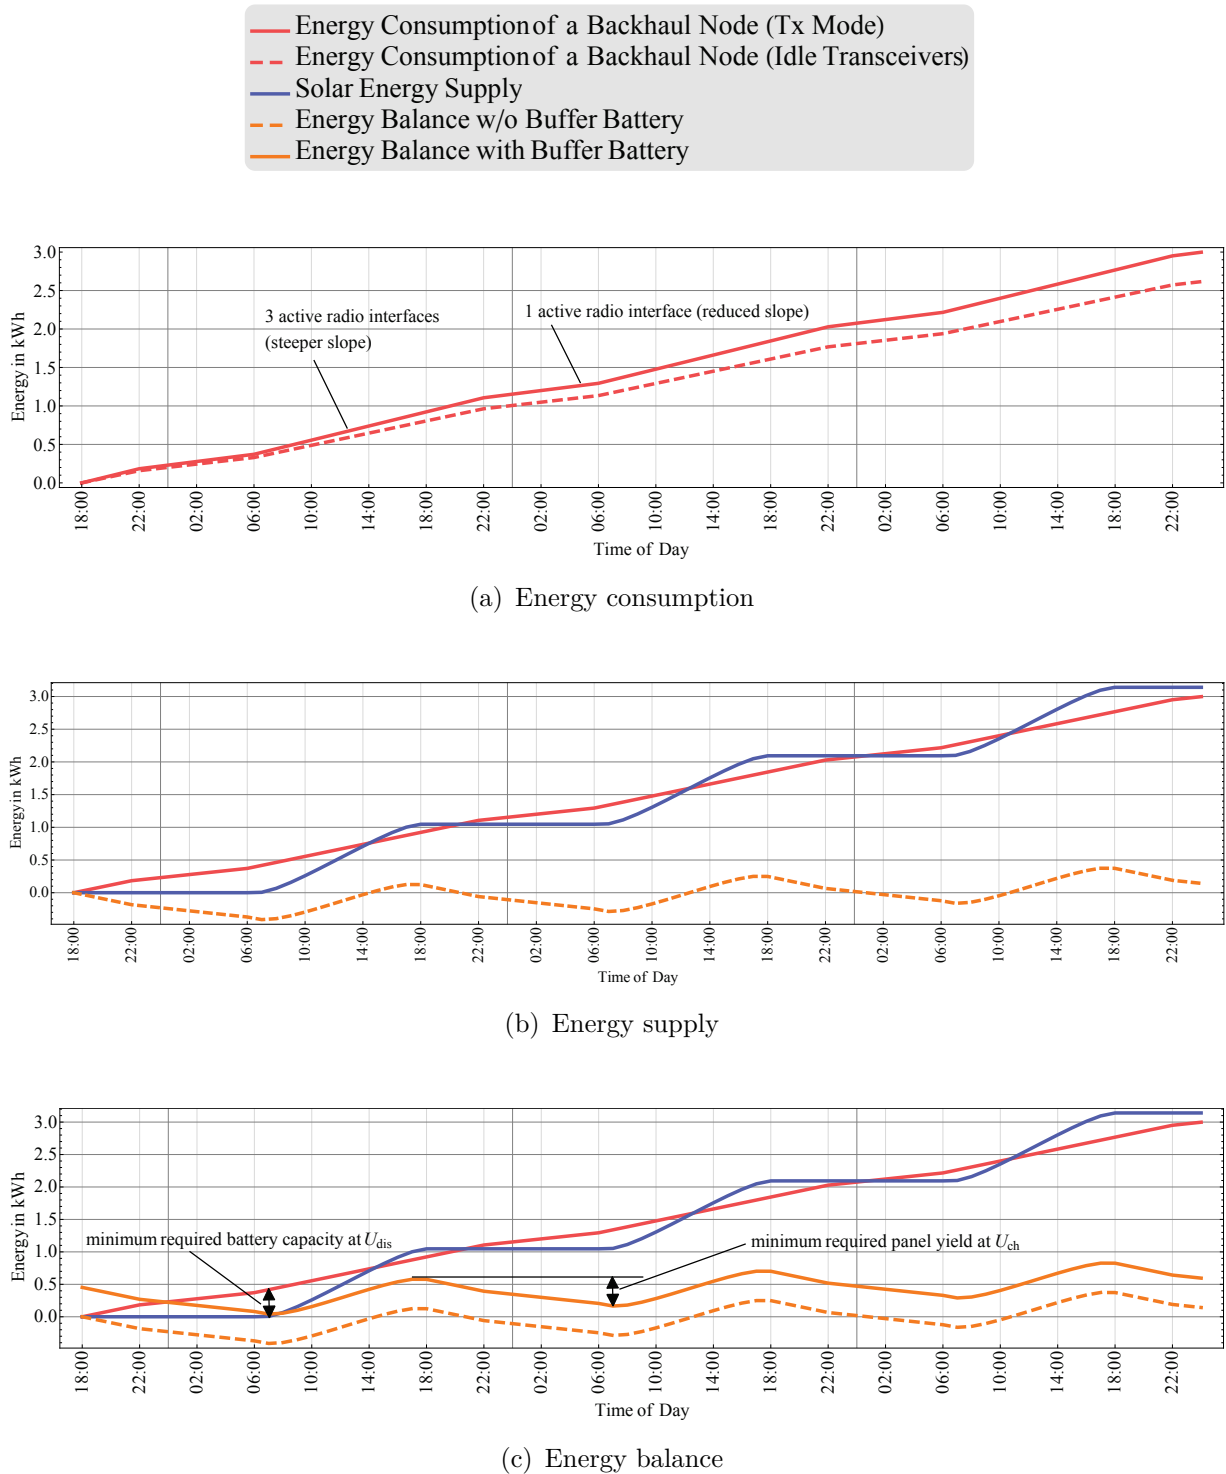 Energy Consumption of a Backhaul Node (Tx Mode)
Energy Consumption of a Backhaul Node (Idle Transceivers)
Solar Energy Supply
Energy Balance w/o Buffer Battery
Energy Balance with Buffer Battery
3.0
2.5
2.0
1.5
1.0
0.5
0.0
Energy in kWh
3 active radio interfaces
(steeper slope)
1 active radio interface (reduced slope)
18:00 22:00 02:00 06:00 10:00 14:00 18:00 22:00 02:00 06:00 10:00 14:00 18:00 22:00 02:00 06:00 10:00 14:00 18:00 22:00
Time of Day
(a) Energy consumption
3.0
2.5
2.0
1.5
1.0
0.5
0.0
Energy in kWh
18:00 22:00 02:00 06:00 10:00 14:00 18:00 22:00 02:00 06:00 10:00 14:00 18:00 22:00 02:00 06:00 10:00 14:00 18:00 22:00
Time of Day
(b) Energy supply
3.0
2.5
2.0
1.5
1.0
0.5
0.0
Energy in kWh
minimum required battery capacity at Udis
minimum required panel yield at Uch
18:00 22:00 02:00 06:00 10:00 14:00 18:00 22:00 02:00 06:00 10:00 14:00 18:00 22:00 02:00 06:00 10:00 14:00 18:00 22:00
Time of Day
(c) Energy balance